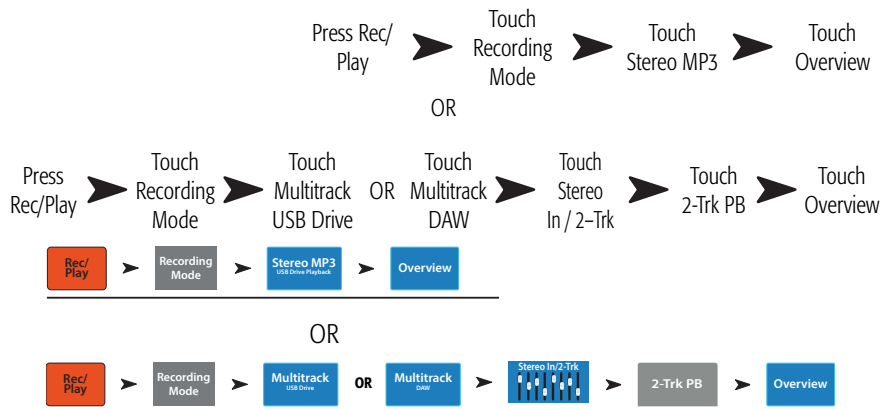 Press Rec/
Play
Touch
Recording
Mode
Touch
Stereo MP3
Touch
Overview
OR
Press
Rec/Play
Touch
Recording
Mode
Touch
Multitrack
USB Drive
OR
Touch
Multitrack
DAW
Touch
Stereo
In / 2–Trk
Touch
2-Trk PB
Touch
Overview
Rec/
Play
Recording
Mode
Stereo MP3
USB Drive Playback
Overview
OR
Rec/
Play
Recording
Mode
Multitrack
USB Drive
OR
Multitrack
DAW
Stereo In/2-Trk
2-Trk PB
Overview